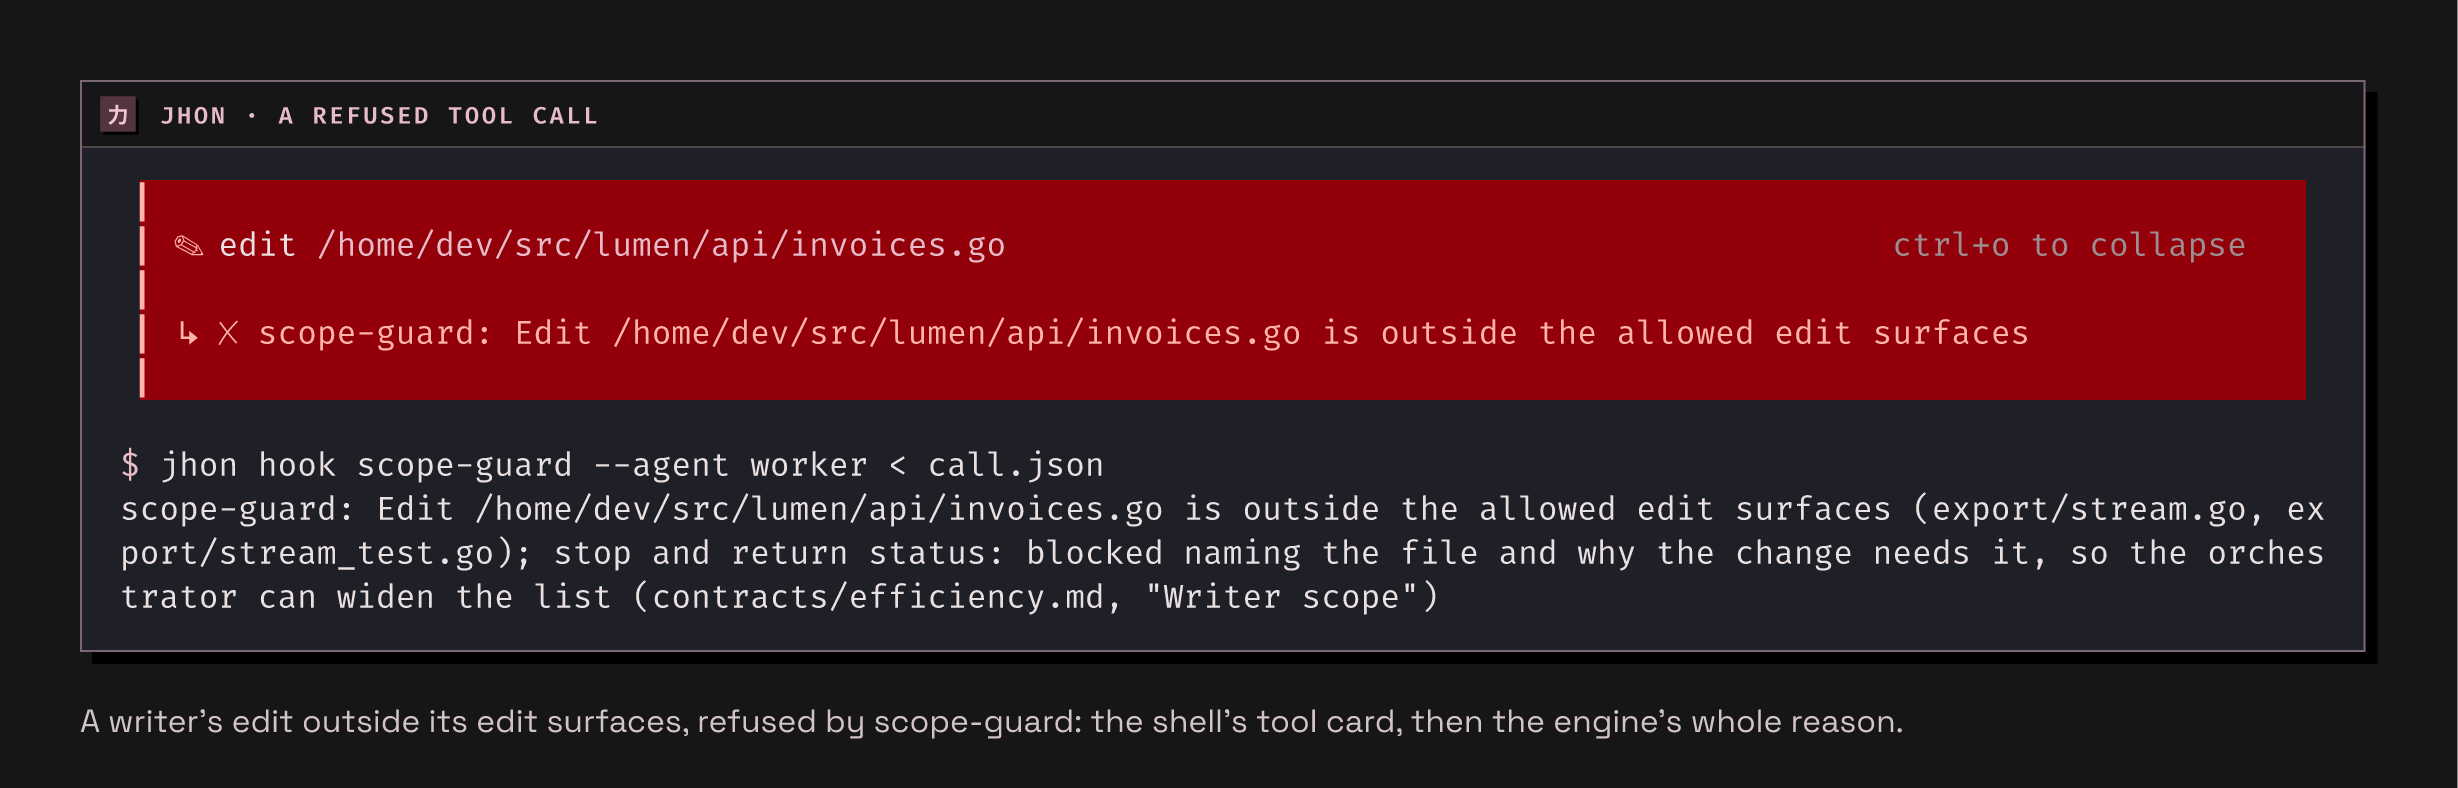 力 JHON · A REFUSED TOOL CALL
✎ edit /home/dev/src/lumen/api/invoices.go ctrl+o to collapse
↳ ╳ scope-guard: Edit /home/dev/src/lumen/api/invoices.go is outside the allowed edit surfaces
$ jhon hook scope-guard --agent worker < call.json
scope-guard: Edit /home/dev/src/lumen/api/invoices.go is outside the allowed edit surfaces (export/stream.go, ex
port/stream_test.go); stop and return status: blocked naming the file and why the change needs it, so the orches
trator can widen the list (contracts/efficiency.md, "Writer scope")
A writer’s edit outside its edit surfaces, refused by scope-guard: the shell’s tool card, then the engine’s whole reason.